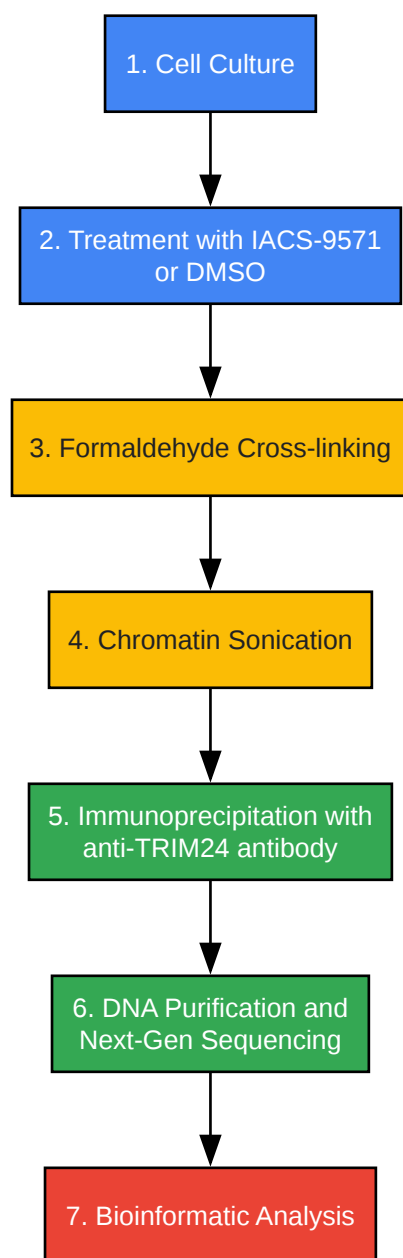 1. Cell Culture
2. Treatment with IACS-9571
or DMSO
3. Formaldehyde Cross-linking
4. Chromatin Sonication
5. Immunoprecipitation with
anti-TRIM24 antibody
6. DNA Purification and
Next-Gen Sequencing
7. Bioinformatic Analysis